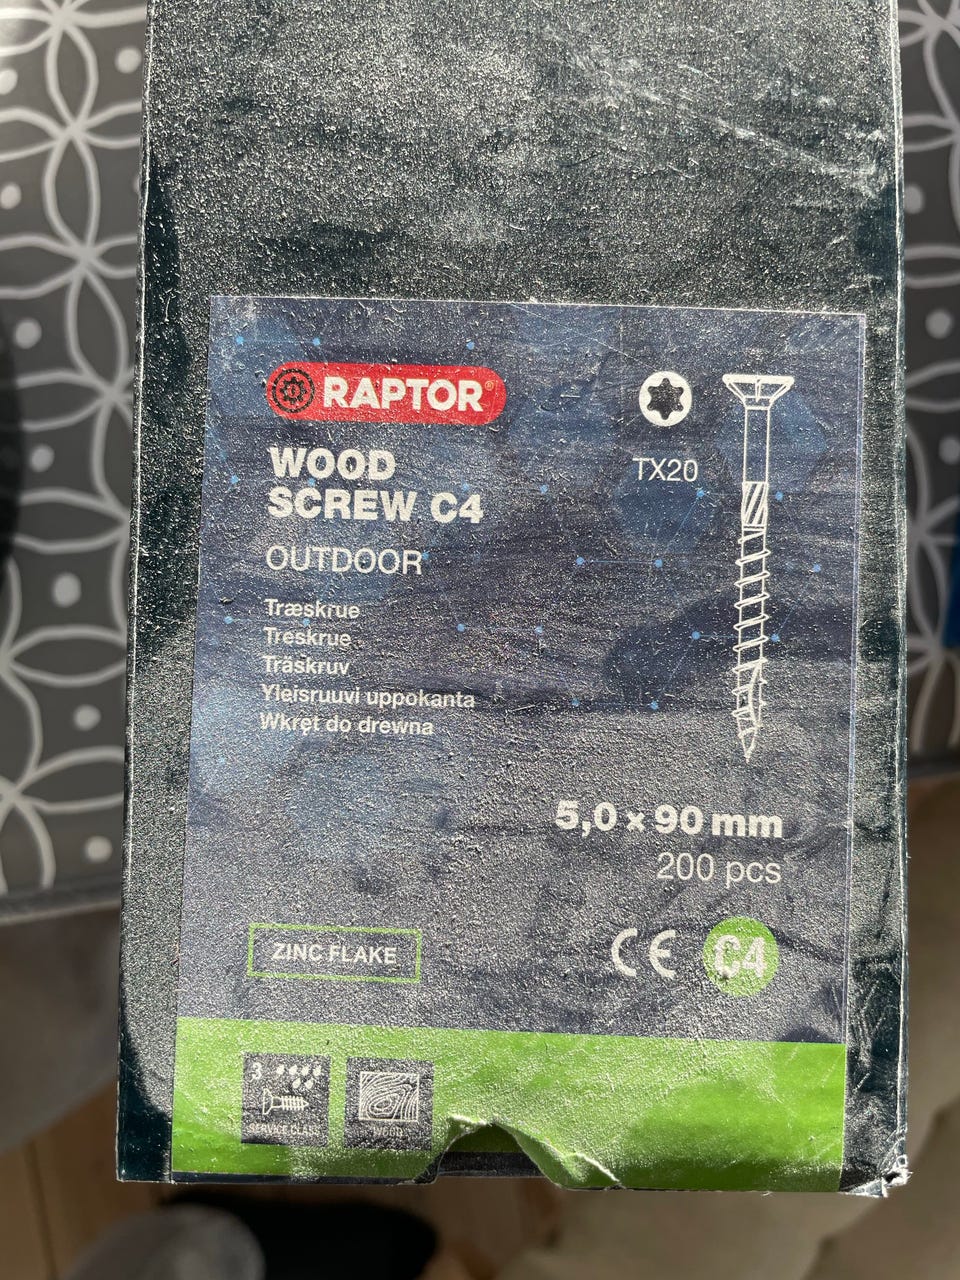 RAPTOR®
WOOD
SCREW C4
OUTDOOR
Træskrue
Treskrue
Träskruv
Yleisruuvi uppokanta
Wkręt do drewna
TX20
5,0 x 90 mm
200 pcs
ZINC FLAKE
CE
C4
3
SERVICE CLASS
WOOD